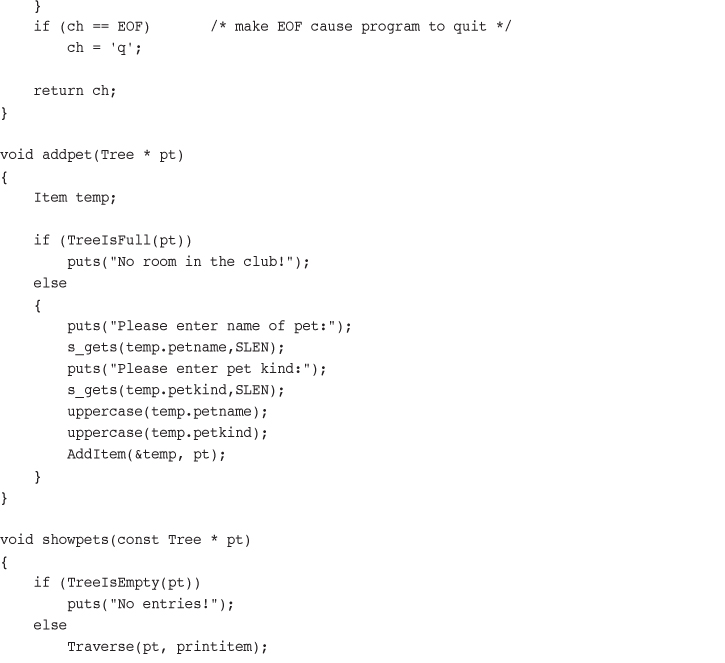 }
    if (ch == EOF)       /* make EOF cause program to quit */
        ch = 'q';

    return ch;
}

void addpet(Tree * pt)
{
    Item temp;

    if (TreeIsFull(pt))
        puts("No room in the club!");
    else
    {
        puts("Please enter name of pet:");
        s_gets(temp.petname,SLEN);
        puts("Please enter pet kind:");
        s_gets(temp.petkind,SLEN);
        uppercase(temp.petname);
        uppercase(temp.petkind);
        AddItem(&temp, pt);
    }
}

void showpets(const Tree * pt)
{
    if (TreeIsEmpty(pt))
        puts("No entries!");
    else
        Traverse(pt, printitem);